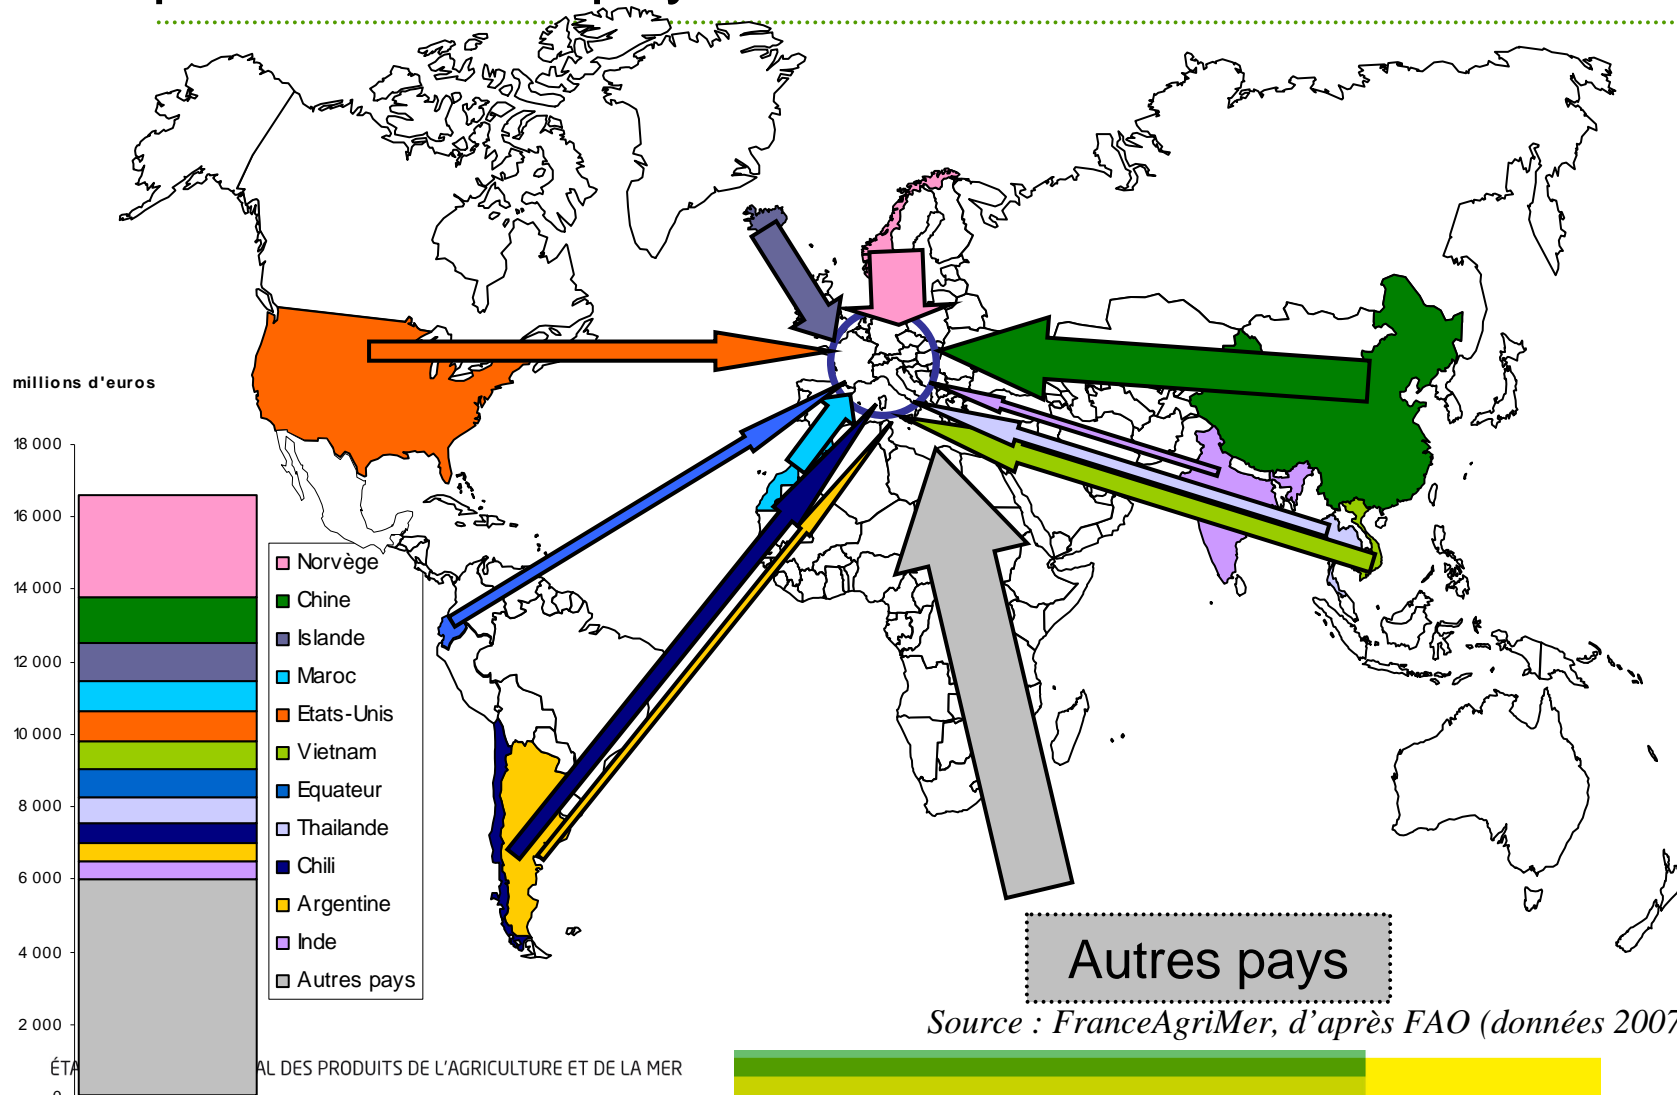 millions d'euros
18 000
16 000
14 000
12 000
10 000
8 000
6 000
4 000
2 000
0
Norvège
Chine
Islande
Maroc
Etats-Unis
Vietnam
Equateur
Thailande
Chili
Argentine
Inde
Autres pays
Autres pays
Source : FranceAgriMer, d'après FAO (données 2007
AL DES PRODUITS DE L'AGRICULTURE ET DE LA MER